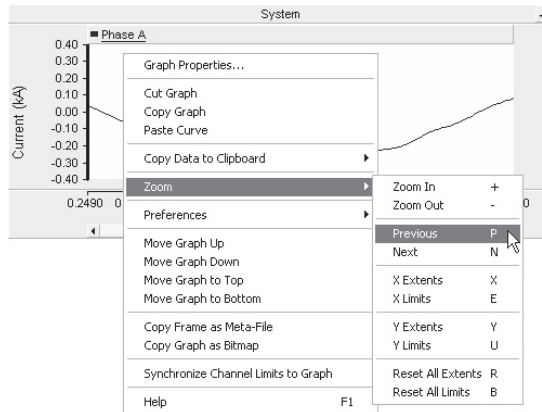 System
Phase A
0.40
0.30
0.20
0.10
0.00
-0.10
-0.20
-0.30
-0.40
Current (kA)
0.2490
Graph Properties...
Cut Graph
Copy Graph
Paste Curve
Copy Data to Clipboard
Zoom
Preferences
Move Graph Up
Move Graph Down
Move Graph to Top
Move Graph to Bottom
Copy Frame as Meta-File
Copy Graph as Bitmap
Synchronize Channel Limits to Graph
Help F1
Zoom In +
Zoom Out -
Previous P
Next N
X Extents X
X Limits E
Y Extents Y
Y Limits U
Reset All Extents R
Reset All Limits B